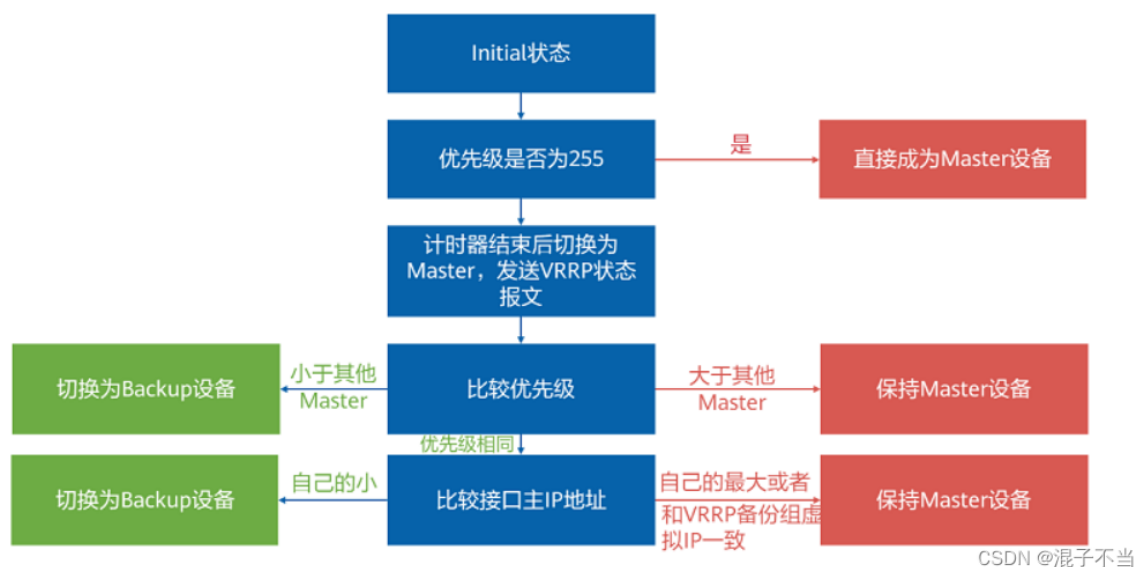 Initial状态
优先级是否为255
是
直接成为Master设备
计时器结束后切换为
Master，发送VRRP状态
报文
切换为Backup设备
小于其他
Master
比较优先级
大于其他
Master
保持Master设备
优先级相同
切换为Backup设备
自己的小
比较接口主IP地址
自己的最大或者
和VRRP备份组虚
拟IP一致
保持Master设备
CSDN @混子不当